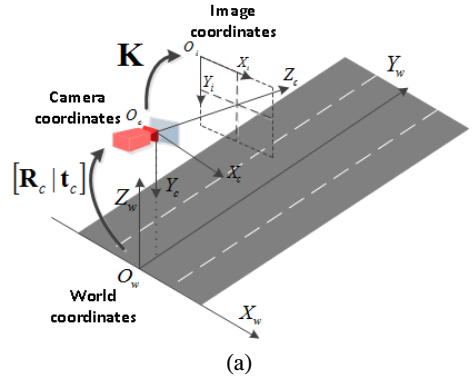 Image
coordinates
K
O_i
X_i
Y_i
Z_c
Y_w
Camera
coordinates
O_c
[R_c | t_c]
X_c
Y_c
Z_w
O_w
World
coordinates
X_w
(a)